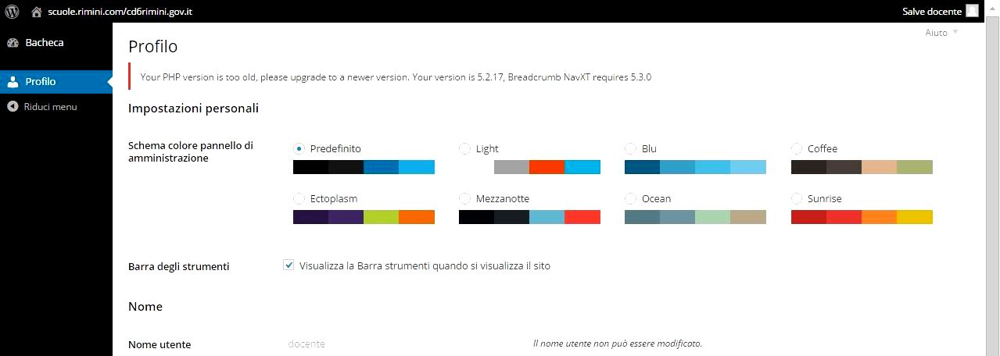 scuole.rimini.com/cd6rimini.gov.it
Salve docente
Bacheca
Profilo
Riduci menu
Aiuto
Profilo
Your PHP version is too old, please upgrade to a newer version. Your version is 5.2.17, Breadcrumb NavXT requires 5.3.0
Impostazioni personali
Schema colore pannello di
amministrazione
Predefinito
Light
Blu
Coffee
Ectoplasm
Mezzanotte
Ocean
Sunrise
Barra degli strumenti
Visualizza la Barra strumenti quando si visualizza il sito
Nome
Nome utente
docente
Il nome utente non può essere modificato.